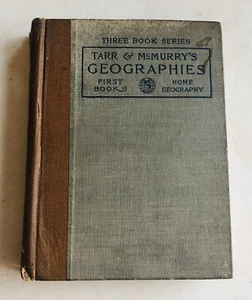 THREE BOOK SERIES
TARR & MCMURRY'S
GEOGRAPHIES
FIRST HOME
BOOK GEOGRAPHY